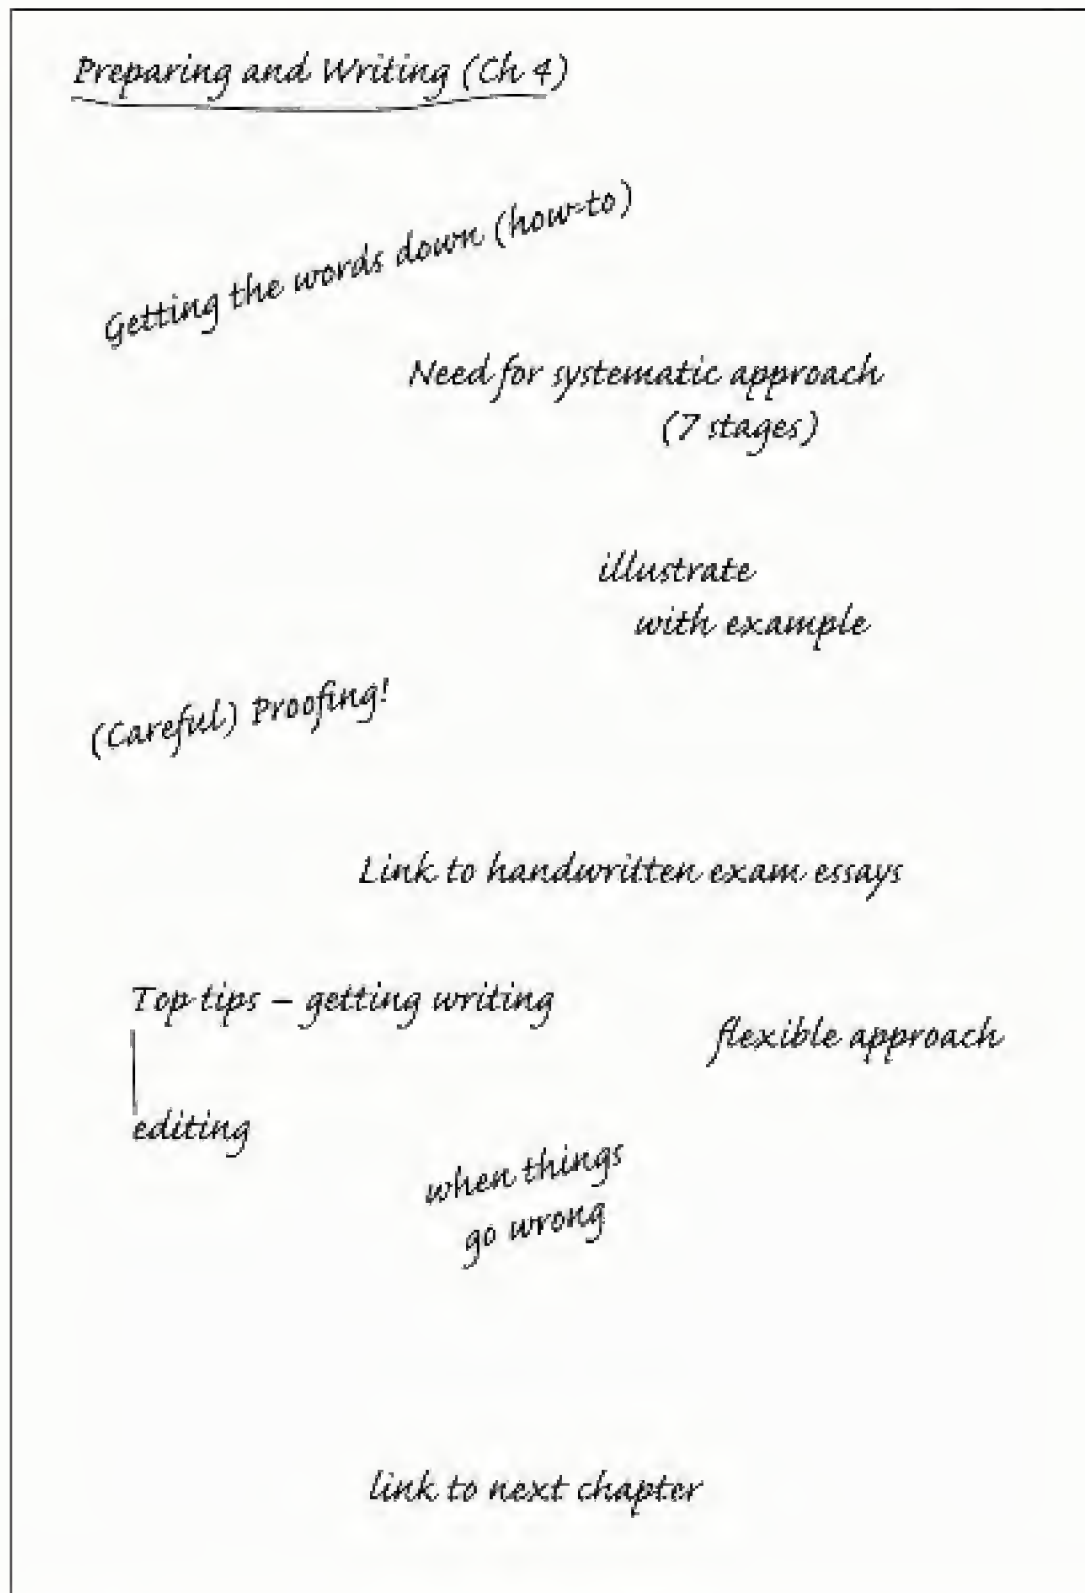 Preparing and Writing (Ch 4)
Getting the words down (how-to)
Need for systematic approach
(7 stages)
illustrate
with example
(Careful) Proofing!
Link to handwritten exam essays
Top tips – getting writing
flexible approach
editing
when things
go wrong
link to next chapter